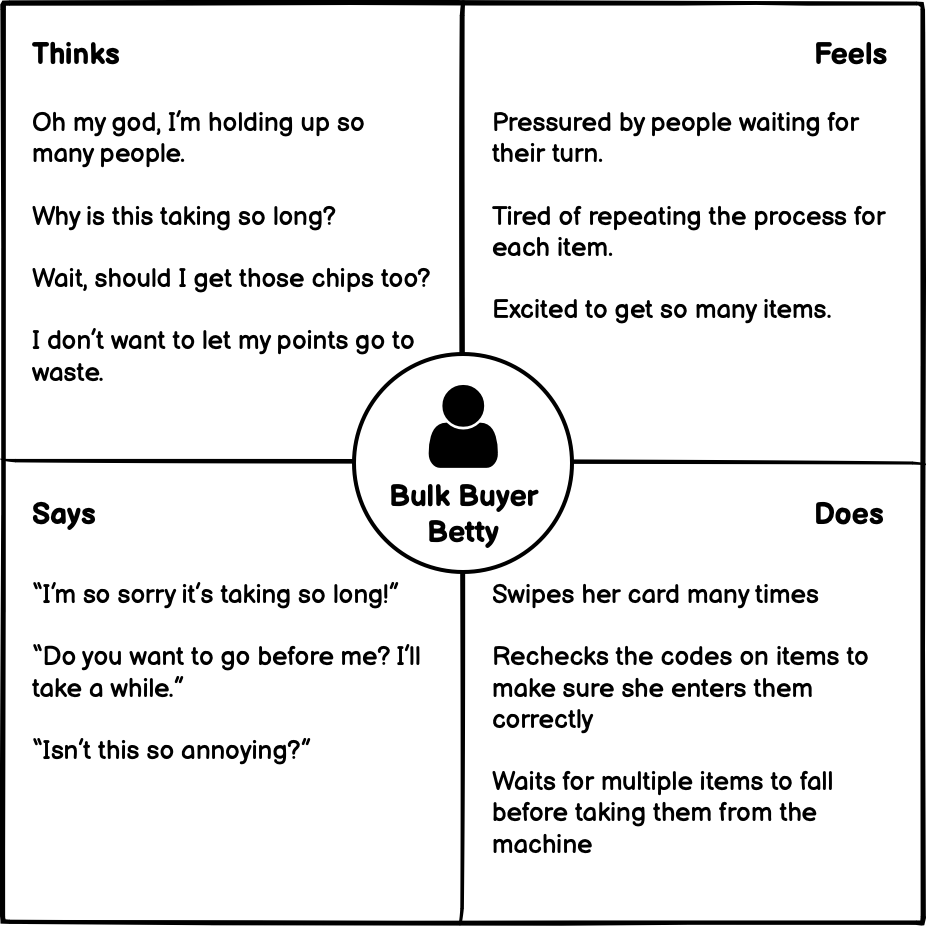 Thinks
Oh my god, I'm holding up so
many people.
Why is this taking so long?
Wait, should I get those chips too?
I don't want to let my points go to
waste.
Feels
Pressured by people waiting for
their turn.
Tired of repeating the process for
each item.
Excited to get so many items.
Bulk Buyer
Betty
Says
“I'm so sorry it's taking so long!”
“Do you want to go before me? I'll
take a while.”
“Isn't this so annoying?”
Does
Swipes her card many times
Rechecks the codes on items to
make sure she enters them
correctly
Waits for multiple items to fall
before taking them from the
machine